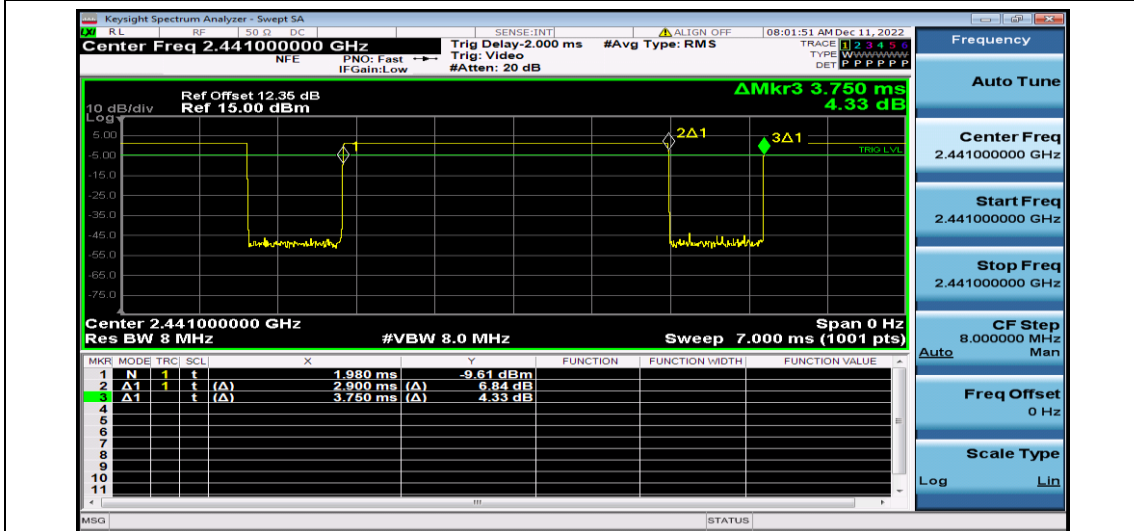 Keysight Spectrum Analyzer - Swept SA
LXI RL RF 50 Ω DC SENSE:INT ALIGN OFF 08:01:51 AM Dec 11, 2022
Center Freq 2.441000000 GHz Trig Delay-2.000 ms #Avg Type: RMS TRACE 1 2 3 4 5 6
NFE PNO: Fast Trig: Video TYPE WWWWWW
IFGain:Low #Atten: 20 dB DET P P P P P P
ΔMkr3 3.750 ms
4.33 dB
Ref Offset 12.35 dB
10 dB/div Ref 15.00 dBm
Log
5.00
-5.00
-15.0
-25.0
-35.0
-45.0
-55.0
-65.0
-75.0
1
2Δ1
3Δ1
TRIG LVL
Center 2.441000000 GHz Span 0 Hz
Res BW 8 MHz #VBW 8.0 MHz Sweep 7.000 ms (1001 pts)
MKR MODE TRC SCL X Y FUNCTION FUNCTION WIDTH FUNCTION VALUE
1 N 1 t 1.980 ms -9.61 dBm
2 Δ1 1 t (Δ) 2.900 ms (Δ) 6.84 dB
3 Δ1 t (Δ) 3.750 ms (Δ) 4.33 dB
4
5
6
7
8
9
10
11
MSG STATUS
Frequency
Auto Tune
Center Freq
2.441000000 GHz
Start Freq
2.441000000 GHz
Stop Freq
2.441000000 GHz
CF Step
8.000000 MHz
Auto Man
Freq Offset
0 Hz
Scale Type
Log Lin